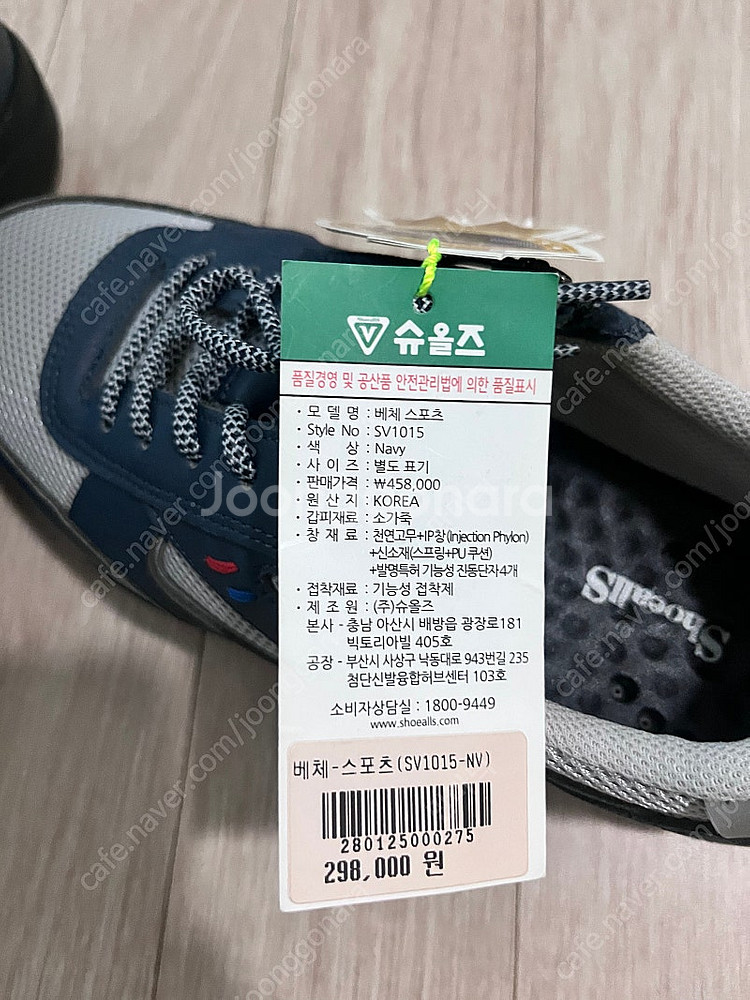 슈올즈
품질경영 및 공산품 안전관리법에 의한 품질표시
· 모 델 명 : 베체 스포츠
· Style No : SV1015
· 색 상 : Navy
· 사 이 즈 : 별도 표기
· 판매가격 : ₩458,000
· 원 산 지 : KOREA
· 갑피재료 : 소가죽
· 창 재 료 : 천연고무+IP창(Injection Phylon)
+신소재(스프링+PU 쿠션)
+발명특허 기능성 진동단자 4개
· 접착재료 : 기능성 접착제
· 제 조 원 : (주)슈올즈
본사 - 충남 아산시 배방읍 광장로181
빅토리아빌 405호
공장 - 부산시 사상구 낙동대로 943번길 235
첨단신발융합허브센터 103호
소비자상담실 : 1800-9449
www.shoealls.com
베체-스포츠(SV1015-NV)
280125000275
298,000 원
ShoeallS
Joonggonara
cafe.naver.com/joonggonara